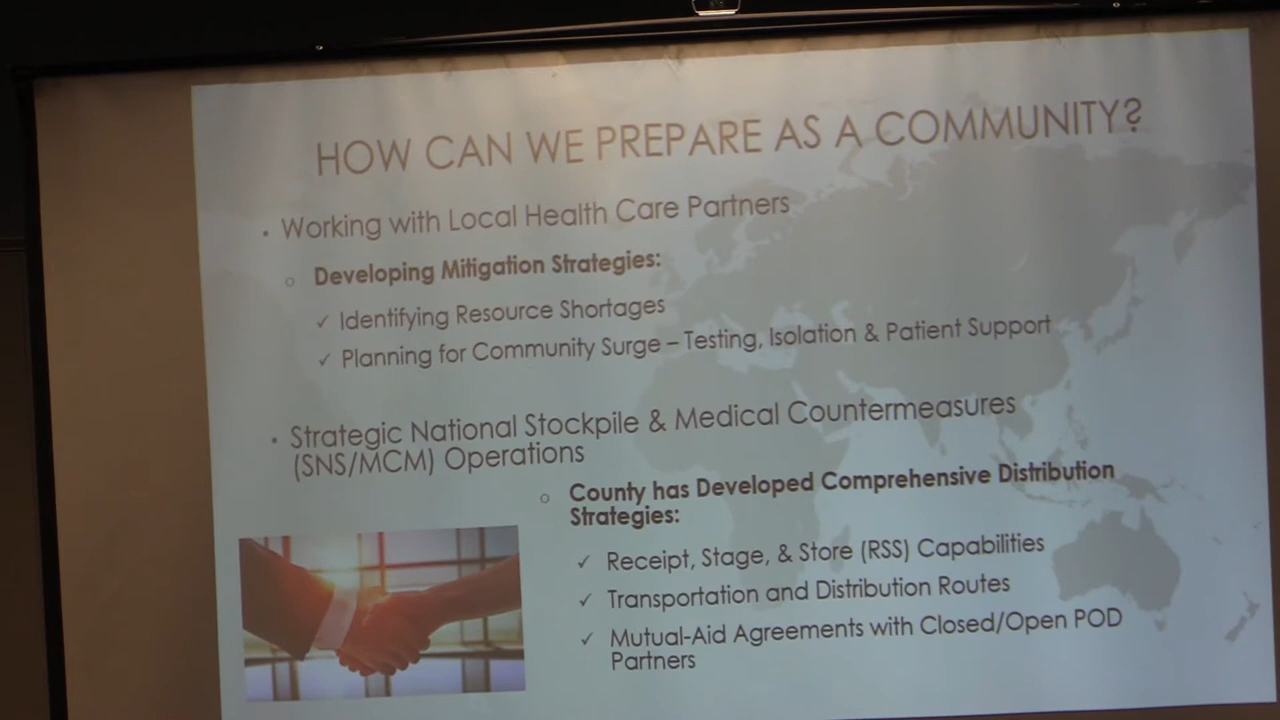 HOW CAN WE PREPARE AS A COMMUNITY?
• Working with Local Health Care Partners
○ Developing Mitigation Strategies:
✓ Identifying Resource Shortages
✓ Planning for Community Surge – Testing, Isolation & Patient Support
• Strategic National Stockpile & Medical Countermeasures
(SNS/MCM) Operations
○ County has Developed Comprehensive Distribution
Strategies:
✓ Receipt, Stage, & Store (RSS) Capabilities
✓ Transportation and Distribution Routes
✓ Mutual-Aid Agreements with Closed/Open POD
Partners